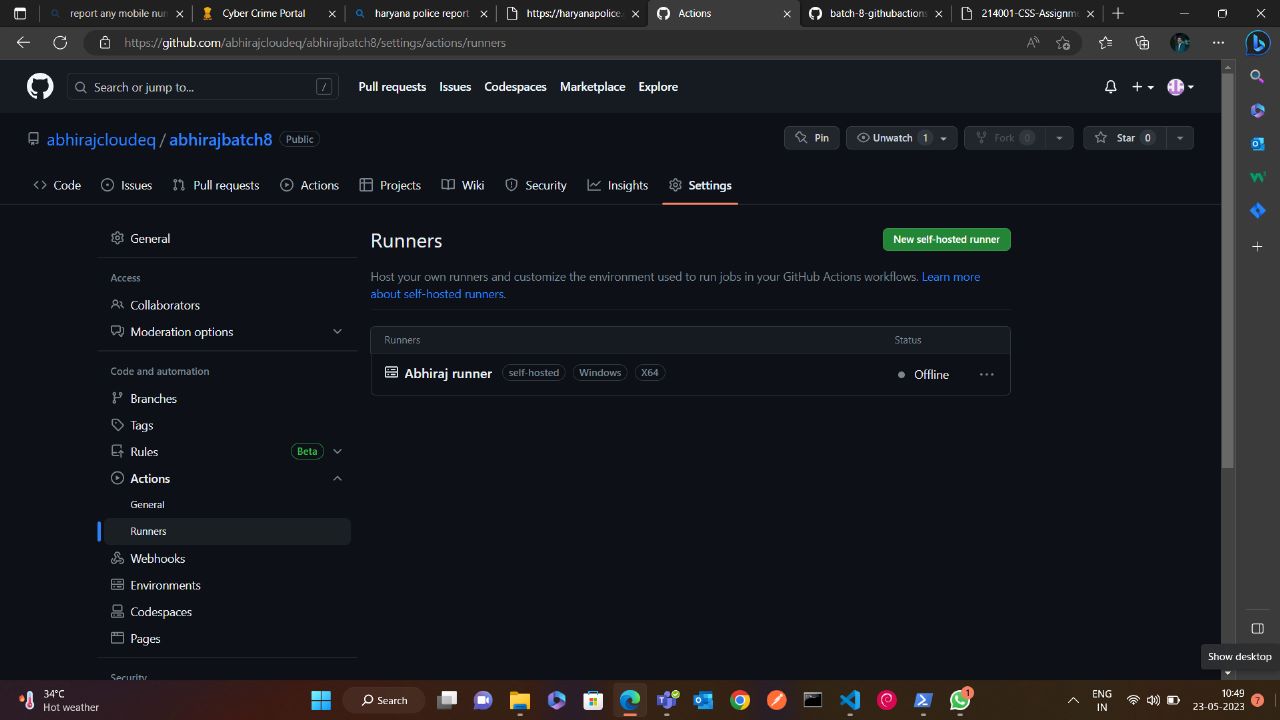 report any mobile nun
Cyber Crime Portal
haryana police report
https://haryanapolice.
Actions
batch-8-githubactions
214001-CSS-Assignme
https://github.com/abhirajcloudeq/abhirajbatch8/settings/actions/runners
Search or jump to...
/
Pull requests
Issues
Codespaces
Marketplace
Explore
abhirajcloudeq / abhirajbatch8
Public
Pin
Unwatch 1
Fork 0
Star 0
Code
Issues
Pull requests
Actions
Projects
Wiki
Security
Insights
Settings
General
Access
Collaborators
Moderation options
Code and automation
Branches
Tags
Rules
Beta
Actions
General
Runners
Webhooks
Environments
Codespaces
Pages
Security
Runners
New self-hosted runner
Host your own runners and customize the environment used to run jobs in your GitHub Actions workflows. Learn more
about self-hosted runners.
Runners
Status
Abhiraj runner
self-hosted
Windows
X64
Offline
Show desktop
34°C
Hot weather
Search
1
ENG
IN
10:49
23-05-2023
7